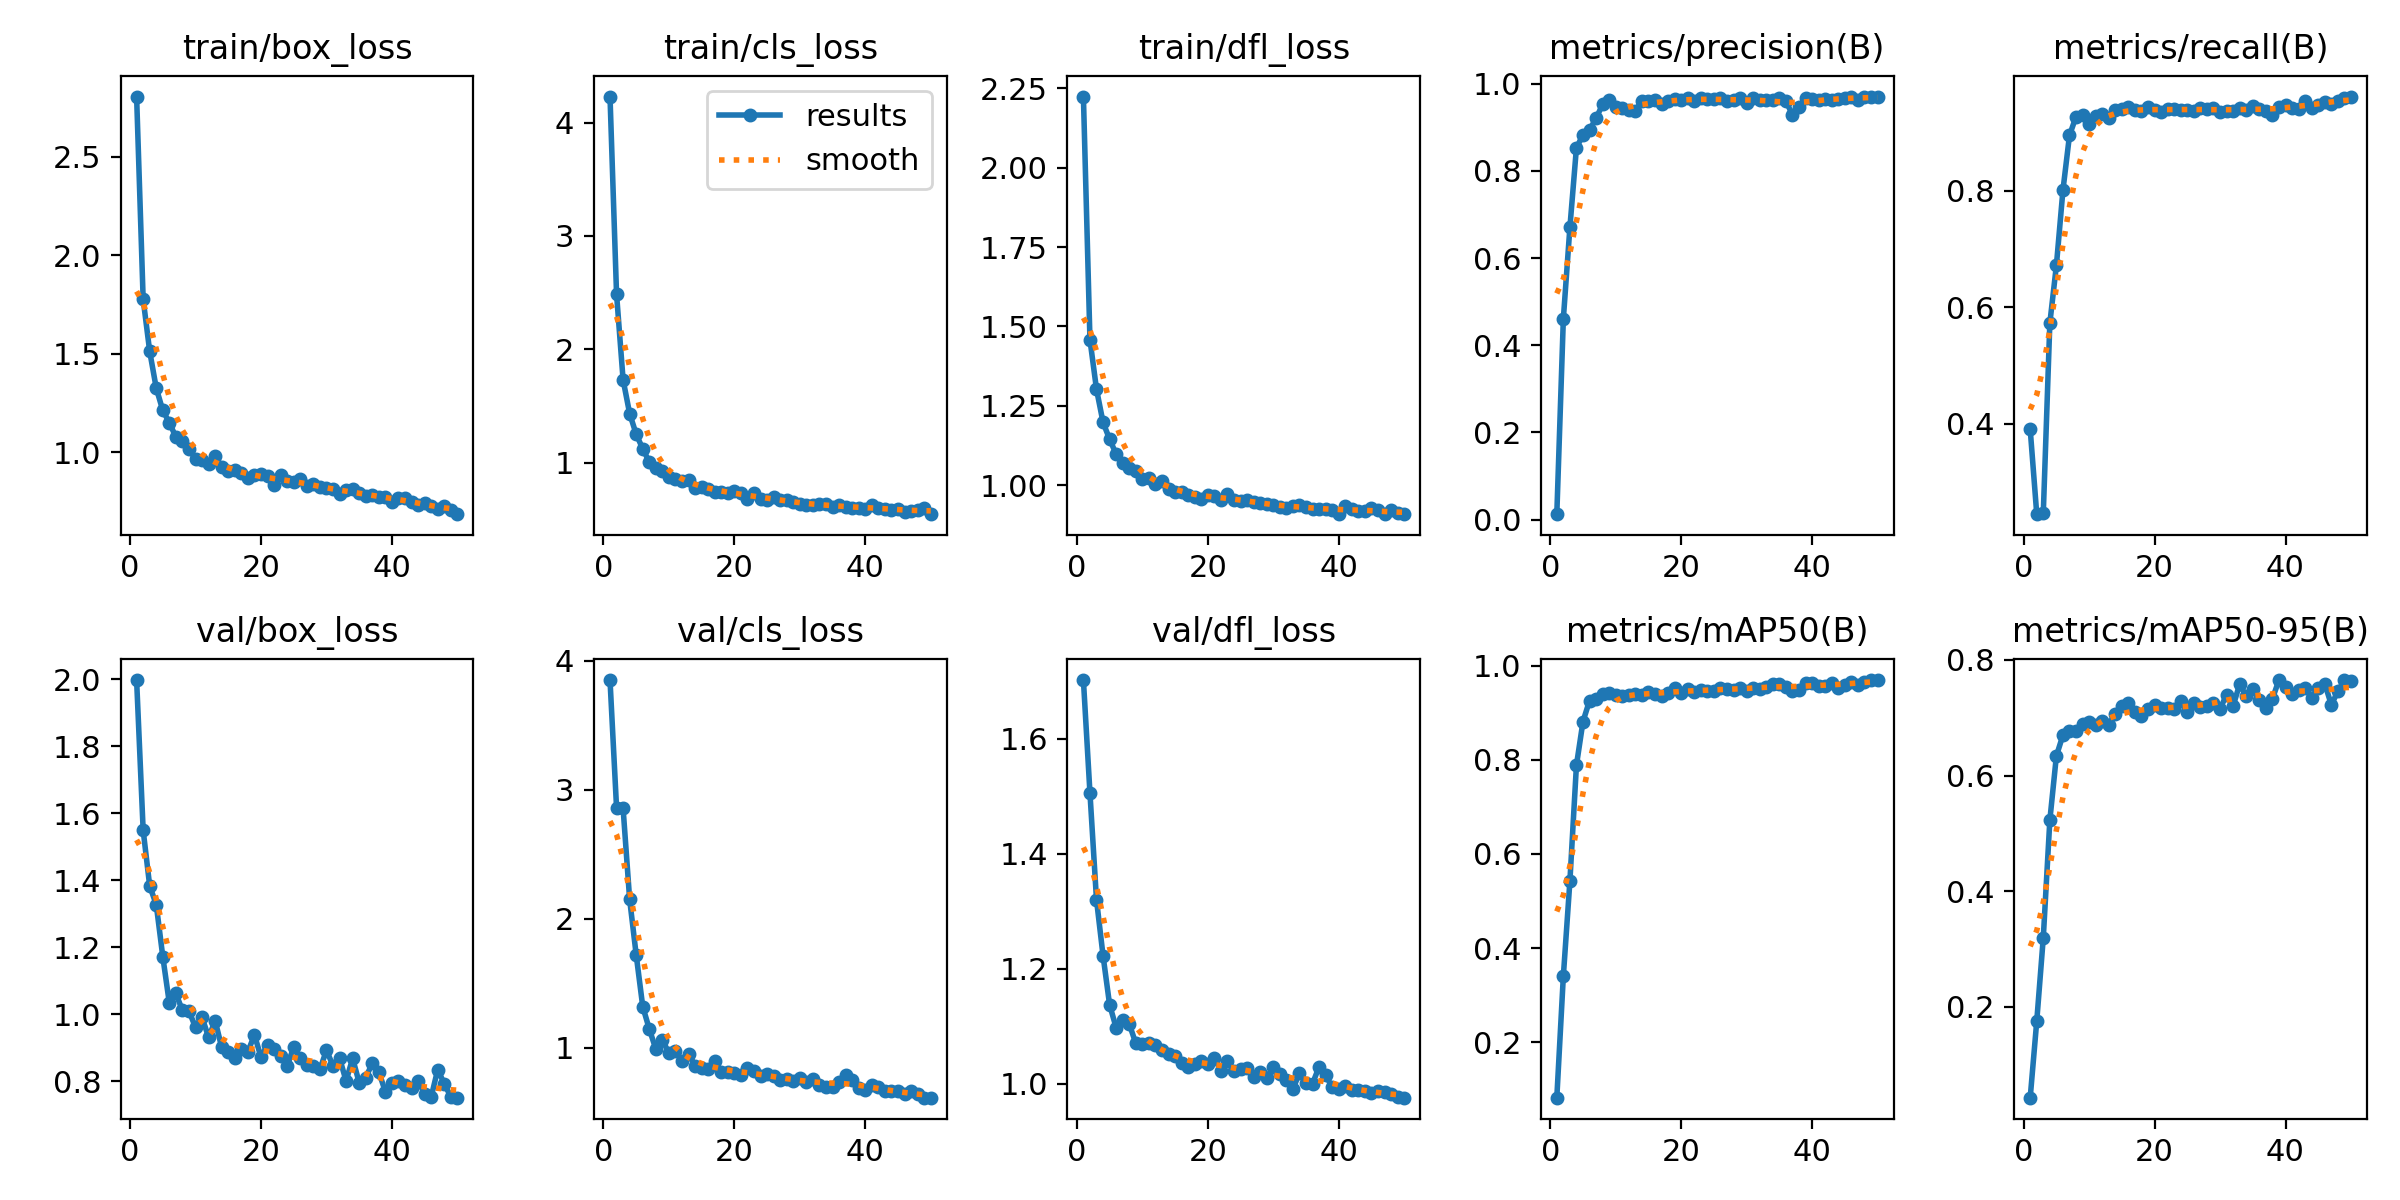 train/box_loss
2.5
2.0
1.5
1.0
0 20 40
train/cls_loss
results
smooth
4
3
2
1
0 20 40
train/dfl_loss
2.25
2.00
1.75
1.50
1.25
1.00
0 20 40
metrics/precision(B)
1.0
0.8
0.6
0.4
0.2
0.0
0 20 40
metrics/recall(B)
0.8
0.6
0.4
0 20 40
val/box_loss
2.0
1.8
1.6
1.4
1.2
1.0
0.8
0 20 40
val/cls_loss
4
3
2
1
0 20 40
val/dfl_loss
1.6
1.4
1.2
1.0
0 20 40
metrics/mAP50(B)
1.0
0.8
0.6
0.4
0.2
0 20 40
metrics/mAP50-95(B)
0.8
0.6
0.4
0.2
0 20 40